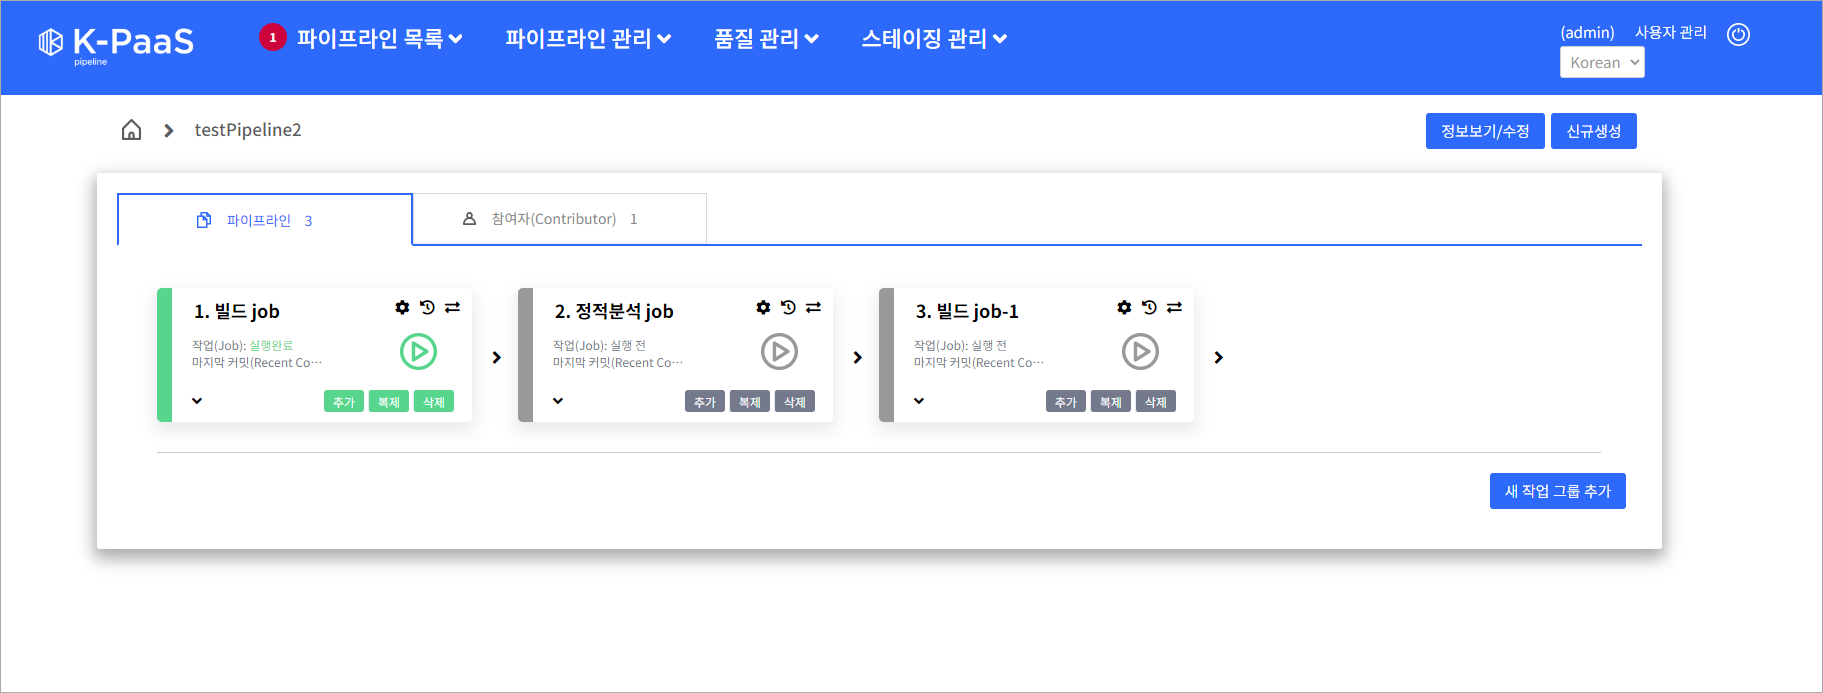 K-PaaS
pipeline
1
파이프라인 목록
파이프라인 관리
품질 관리
스테이징 관리
(admin)
사용자 관리
Korean
testPipeline2
정보보기/수정
신규생성
파이프라인 3
참여자(Contributor) 1
1. 빌드 job
작업(Job): 실행완료
마지막 커밋(Recent Co···
추가
복제
삭제
2. 정적분석 job
작업(Job): 실행 전
마지막 커밋(Recent Co···
추가
복제
삭제
3. 빌드 job-1
작업(Job): 실행 전
마지막 커밋(Recent Co···
추가
복제
삭제
새 작업 그룹 추가